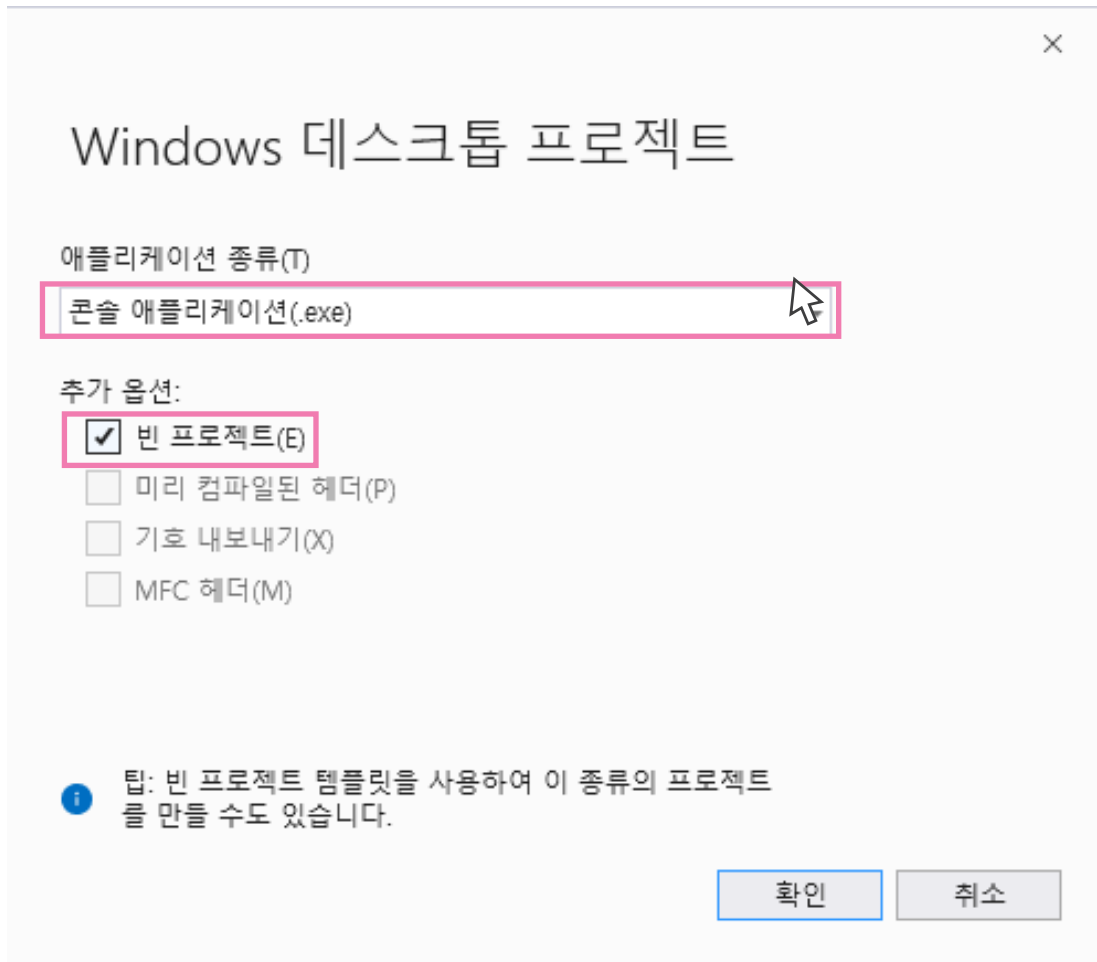 Windows 데스크톱 프로젝트
애플리케이션 종류(T)
콘솔 애플리케이션(.exe)
추가 옵션:
빈 프로젝트(E)
미리 컴파일된 헤더(P)
기호 내보내기(X)
MFC 헤더(M)
팁: 빈 프로젝트 템플릿을 사용하여 이 종류의 프로젝트
를 만들 수도 있습니다.
확인 취소